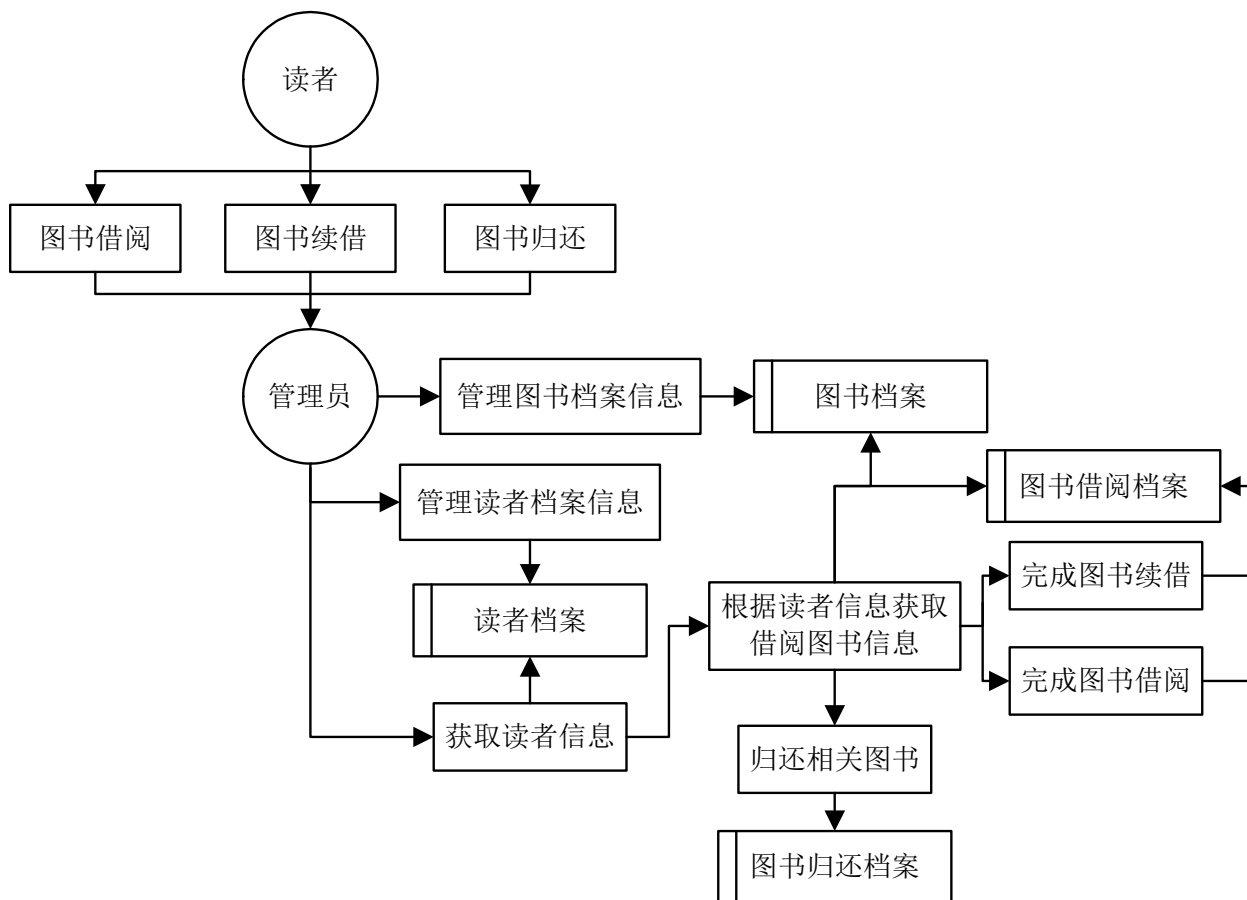 读者
图书借阅
图书续借
图书归还
管理员
管理图书档案信息
图书档案
管理读者档案信息
图书借阅档案
读者档案
根据读者信息获取
借阅图书信息
完成图书续借
完成图书借阅
获取读者信息
归还相关图书
图书归还档案